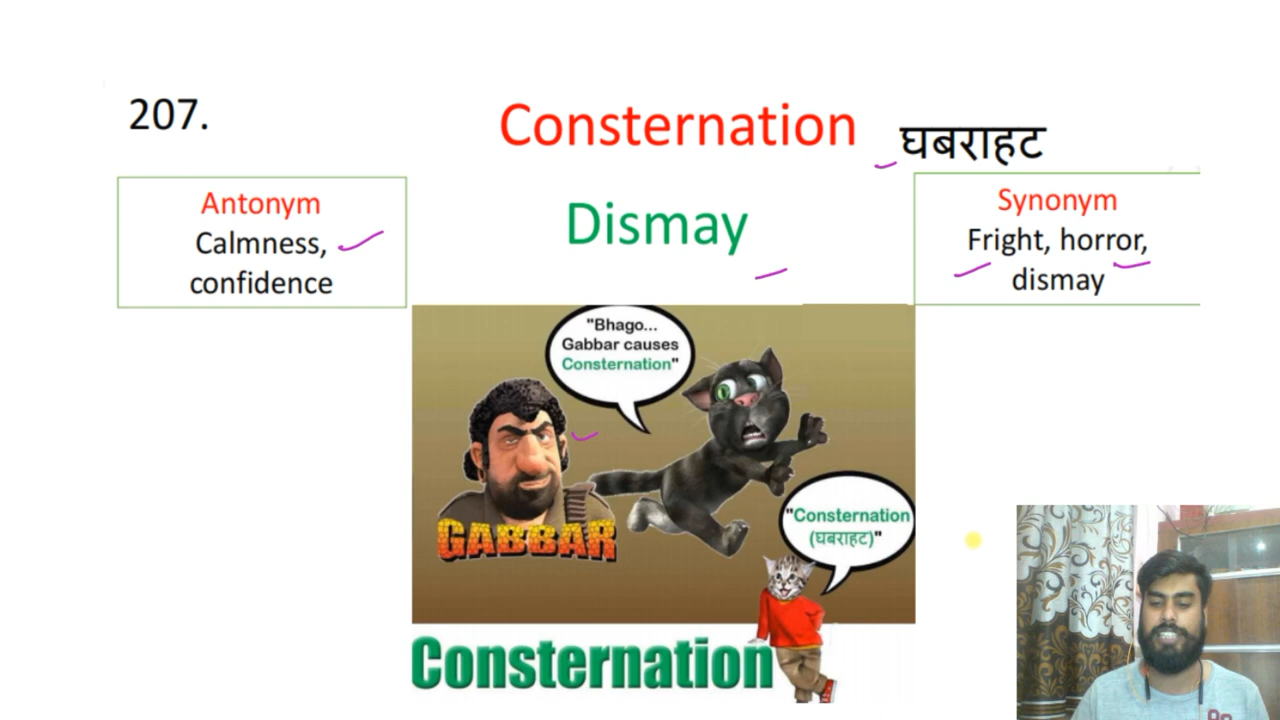 207.
Consternation
घबराहट
Antonym
Calmness,
confidence
Dismay
Synonym
Fright, horror,
dismay
"Bhago...
Gabbar causes
Consternation"
GABBAR
"Consternation
(घबराहट)"
Consternation